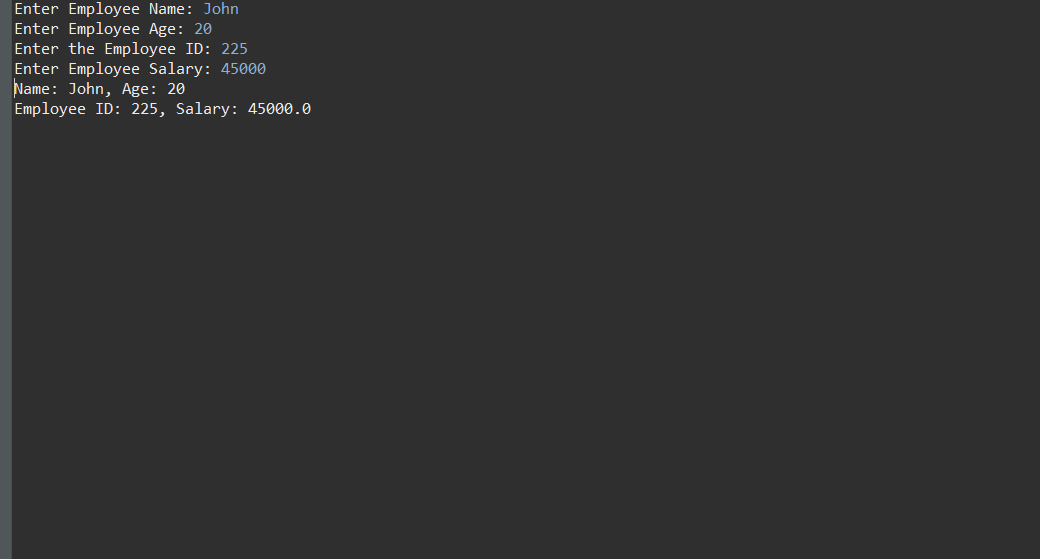 Enter Employee Name: John
Enter Employee Age: 20
Enter the Employee ID: 225
Enter Employee Salary: 45000
Name: John, Age: 20
Employee ID: 225, Salary: 45000.0